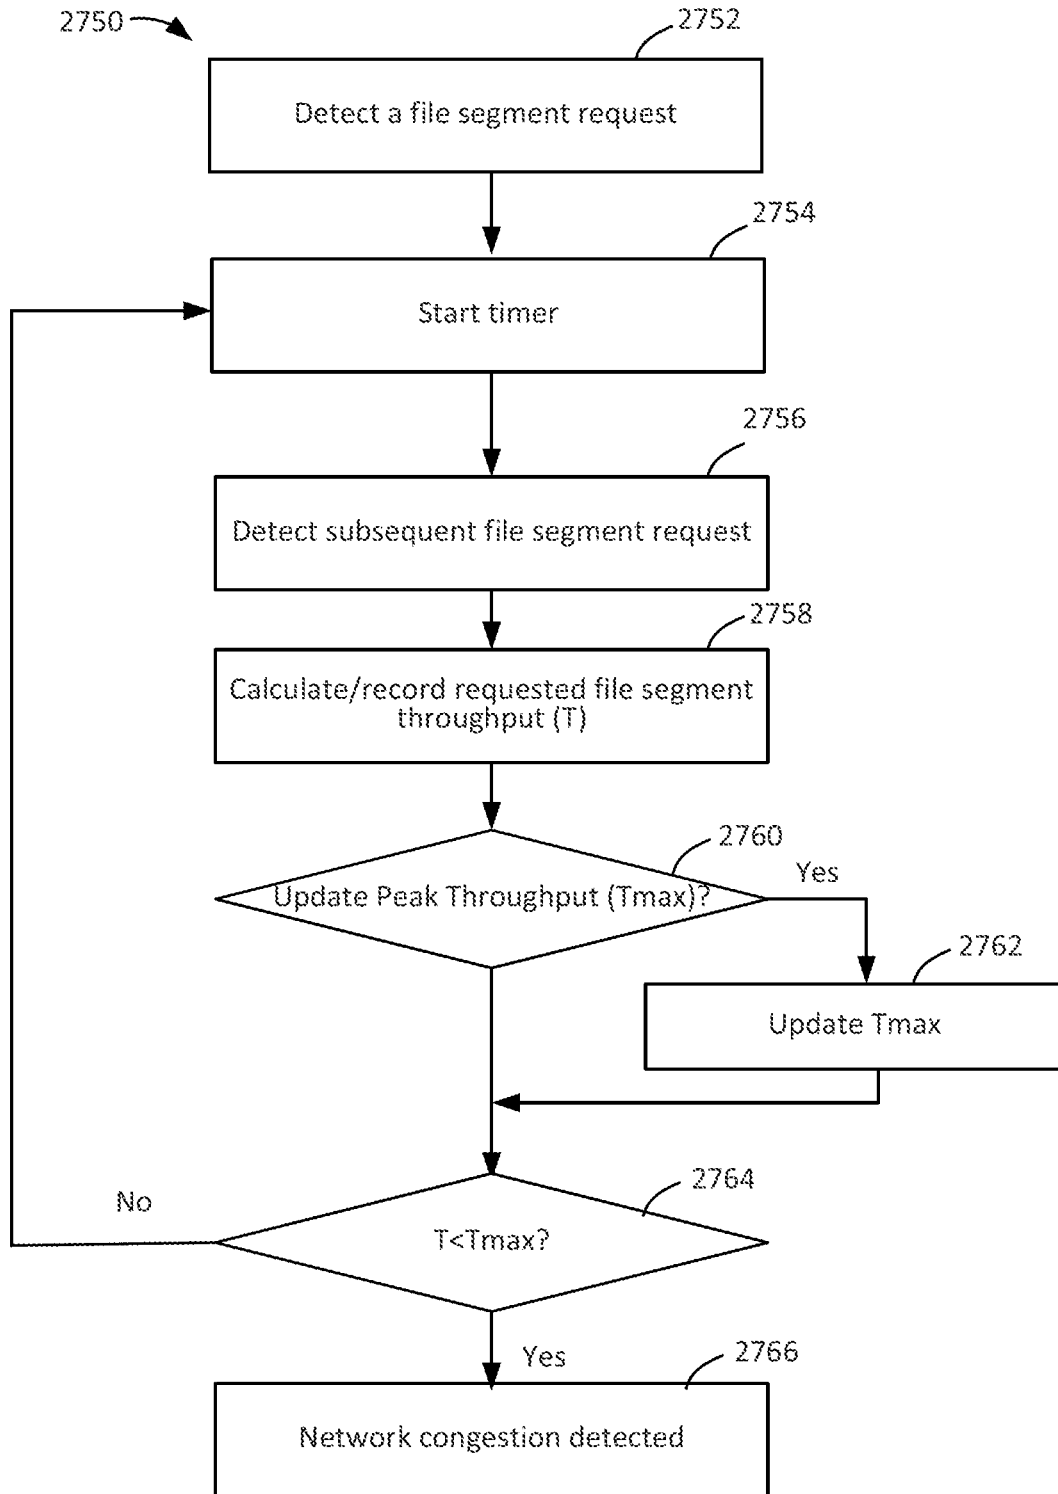 2750
2752
Detect a file segment request
2754
Start timer
2756
Detect subsequent file segment request
2758
Calculate/record requested file segment
throughput (T)
2760
Update Peak Throughput (Tmax)?
Yes
2762
Update Tmax
2764
No
T<Tmax?
Yes
2766
Network congestion detected